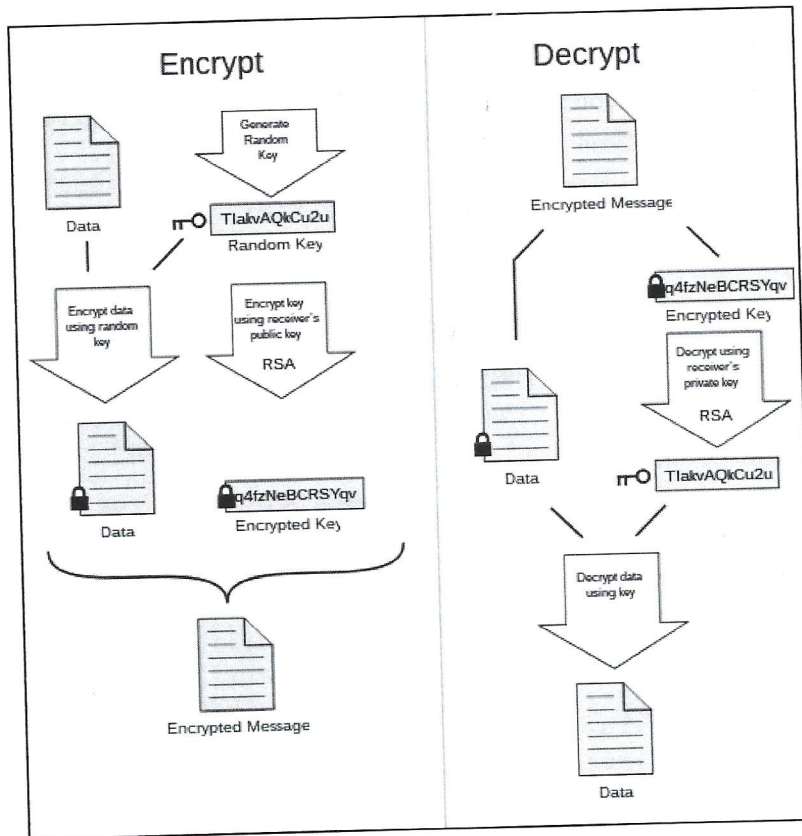 Encrypt
Data
Generate
Random
Key
TIakvAQkCu2u
Random Key
Encrypt data
using random
key
Encrypt key
using receiver's
public key
RSA
Data
q4fzNeBCRSYqv
Encrypted Key
Encrypted Message
Decrypt
Encrypted Message
q4fzNeBCRSYqv
Encrypted Key
Decrypt using
receiver's
private key
RSA
Data
TIakvAQkCu2u
Decrypt data
using key
Data